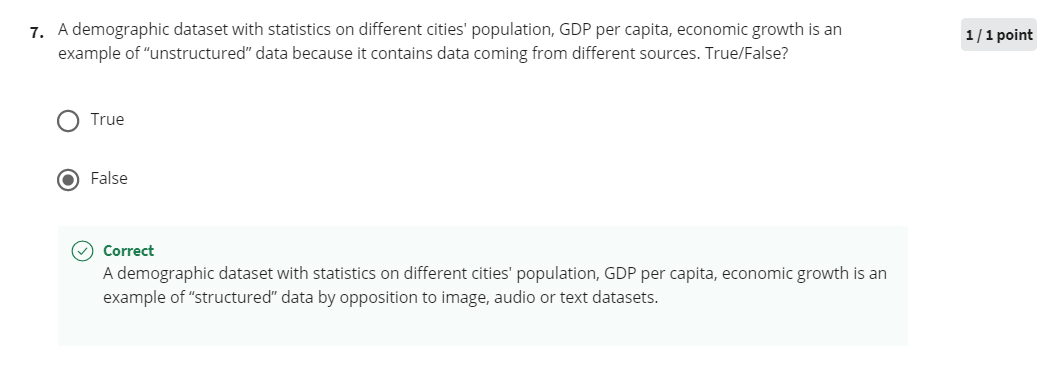 7. A demographic dataset with statistics on different cities' population, GDP per capita, economic growth is an
example of “unstructured” data because it contains data coming from different sources. True/False?
1 / 1 point
True
False
Correct
A demographic dataset with statistics on different cities' population, GDP per capita, economic growth is an
example of “structured” data by opposition to image, audio or text datasets.